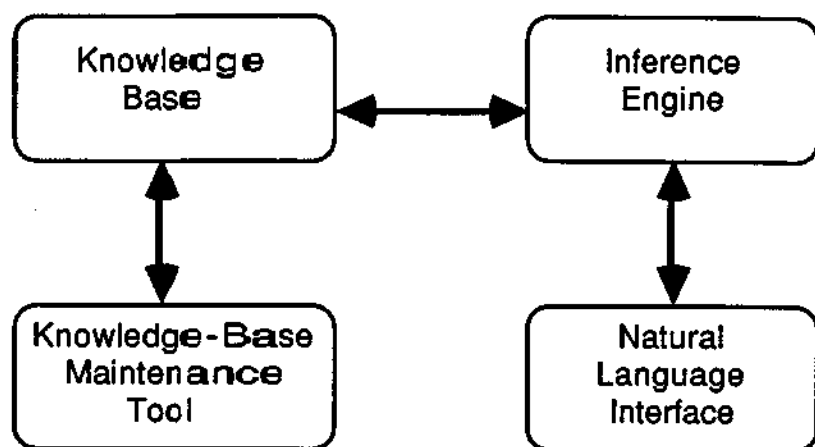 Knowledge
Base
Inference
Engine
Knowledge-Base
Maintenance
Tool
Natural
Language
Interface